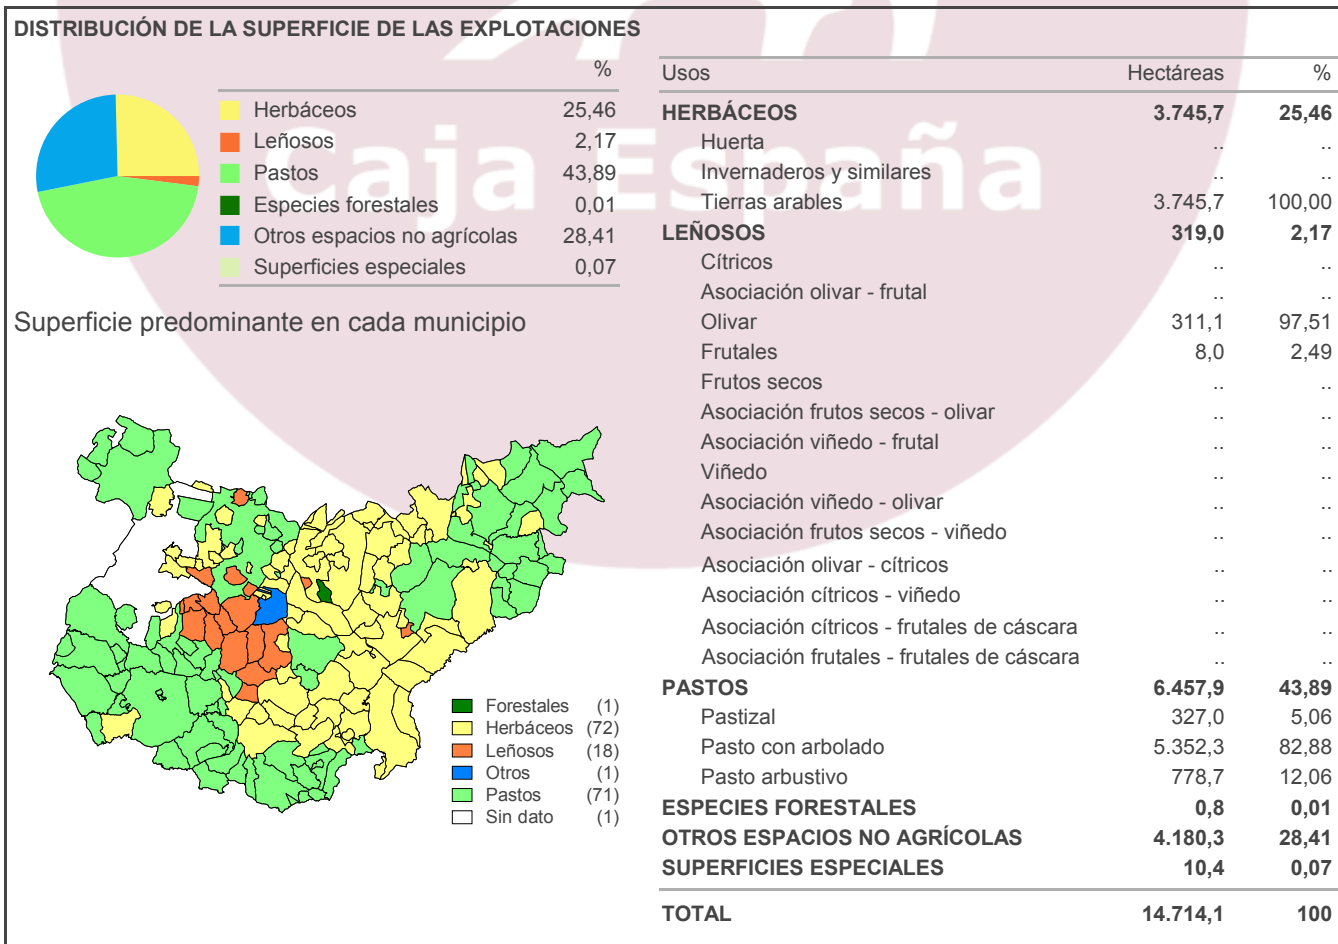 DISTRIBUCIÓN DE LA SUPERFICIE DE LAS EXPLOTACIONES
%
Herbáceos 25,46
Leñosos 2,17
Pastos 43,89
Especies forestales 0,01
Otros espacios no agrícolas 28,41
Superficies especiales 0,07
Superficie predominante en cada municipio
Forestales (1)
Herbáceos (72)
Leñosos (18)
Otros (1)
Pastos (71)
Sin dato (1)
Usos Hectáreas %
HERBÁCEOS 3.745,7 25,46
Huerta .. ..
Invernaderos y similares .. ..
Tierras arables 3.745,7 100,00
LEÑOSOS 319,0 2,17
Cítricos .. ..
Asociación olivar - frutal .. ..
Olivar 311,1 97,51
Frutales 8,0 2,49
Frutos secos .. ..
Asociación frutos secos - olivar .. ..
Asociación viñedo - frutal .. ..
Viñedo .. ..
Asociación viñedo - olivar .. ..
Asociación frutos secos - viñedo .. ..
Asociación olivar - cítricos .. ..
Asociación cítricos - viñedo .. ..
Asociación cítricos - frutales de cáscara .. ..
Asociación frutales - frutales de cáscara .. ..
PASTOS 6.457,9 43,89
Pastizal 327,0 5,06
Pasto con arbolado 5.352,3 82,88
Pasto arbustivo 778,7 12,06
ESPECIES FORESTALES 0,8 0,01
OTROS ESPACIOS NO AGRÍCOLAS 4.180,3 28,41
SUPERFICIES ESPECIALES 10,4 0,07
TOTAL 14.714,1 100
Caja España